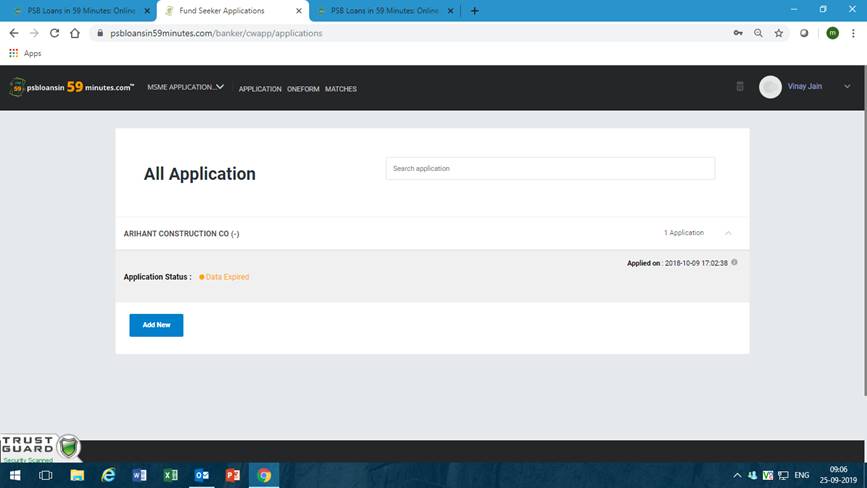 PSB Loans in 59 Minutes: Online
Fund Seeker Applications
PSB Loans in 59 Minutes: Online
psbloansin59minutes.com/banker/cwapp/applications
Apps
psbloansin 59 minutes.com™
MSME APPLICATION... APPLICATION ONEFORM MATCHES
Vinay Jain
All Application
Search application
ARIHANT CONSTRUCTION CO (-)
1 Application
Applied on : 2018-10-09 17:02:38
Application Status : Data Expired
Add New
TRUST
GUARD
Security Scanned
ENG
09:06
25-09-2019